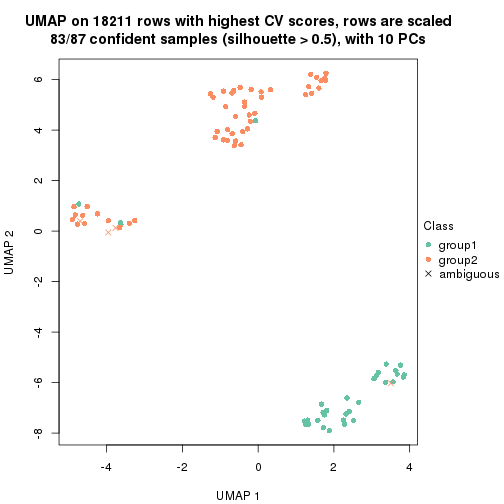 UMAP on 18211 rows with highest CV scores, rows are scaled
83/87 confident samples (silhouette > 0.5), with 10 PCs
6
4
2
0
-2
-4
-6
-8
UMAP 2
-4
-2
0
2
4
UMAP 1
Class
group1
group2
ambiguous